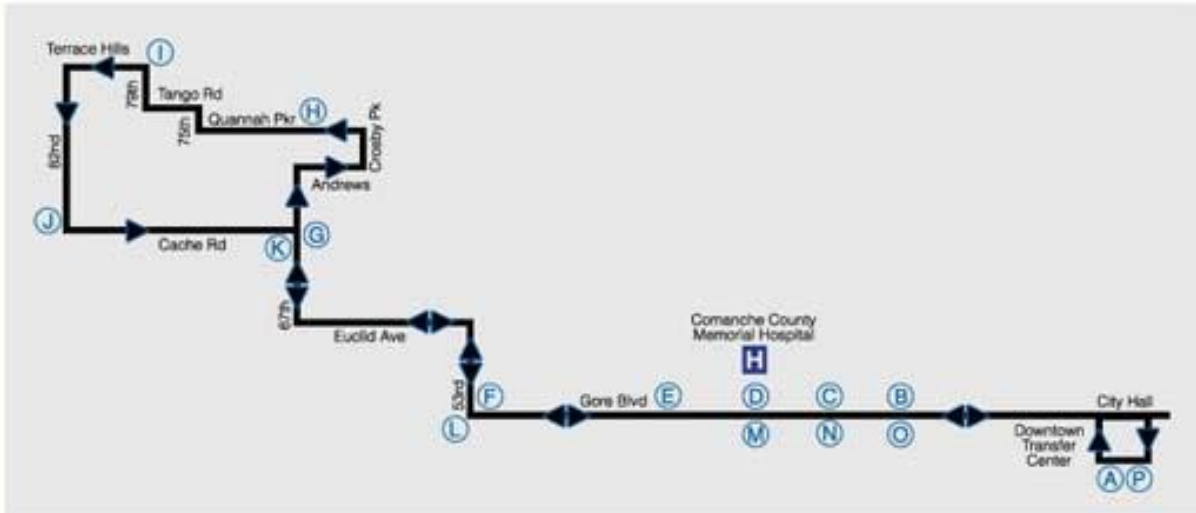 Terrace Hills
I
79th
Tango Rd
H
75th
Quannah Pkr
Crosby Pk
82nd
Andrews
J
Cache Rd
K
G
67th
Euclid Ave
Comanche County
Memorial Hospital
H
53rd
F
Gore Blvd
E
D
C
B
City Hall
L
M
N
O
Downtown
Transfer
Center
A
P